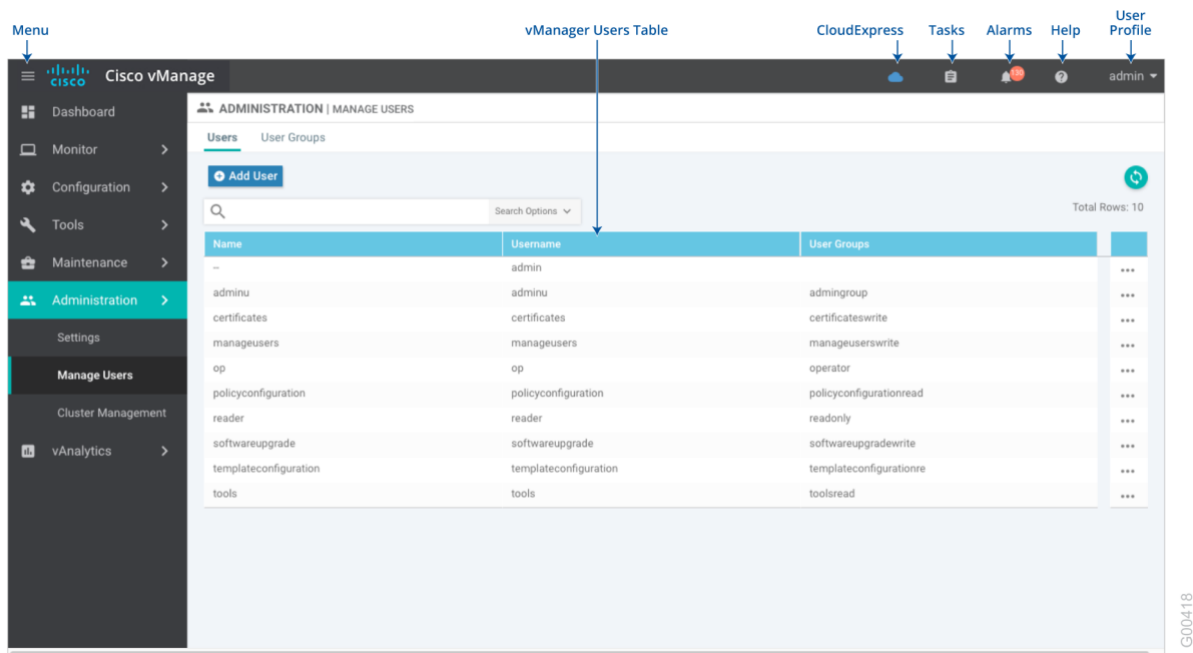 User
Menu vManager Users Table CloudExpress Tasks Alarms Help Profile
CISCO Cisco vManage admin
Dashboard
Monitor
Configuration
Tools
Maintenance
Administration
Settings
Manage Users
Cluster Management
vAnalytics
ADMINISTRATION | MANAGE USERS
Users User Groups
Add User
Search Options
Total Rows: 10
Name Username User Groups
-- admin
adminu adminu admingroup
certificates certificates certificateswrite
manageusers manageusers manageuserswrite
op op operator
policyconfiguration policyconfiguration policyconfigurationread
reader reader readonly
softwareupgrade softwareupgrade softwareupgradewrite
templateconfiguration templateconfiguration templateconfigurationre
tools tools toolsread
G00418